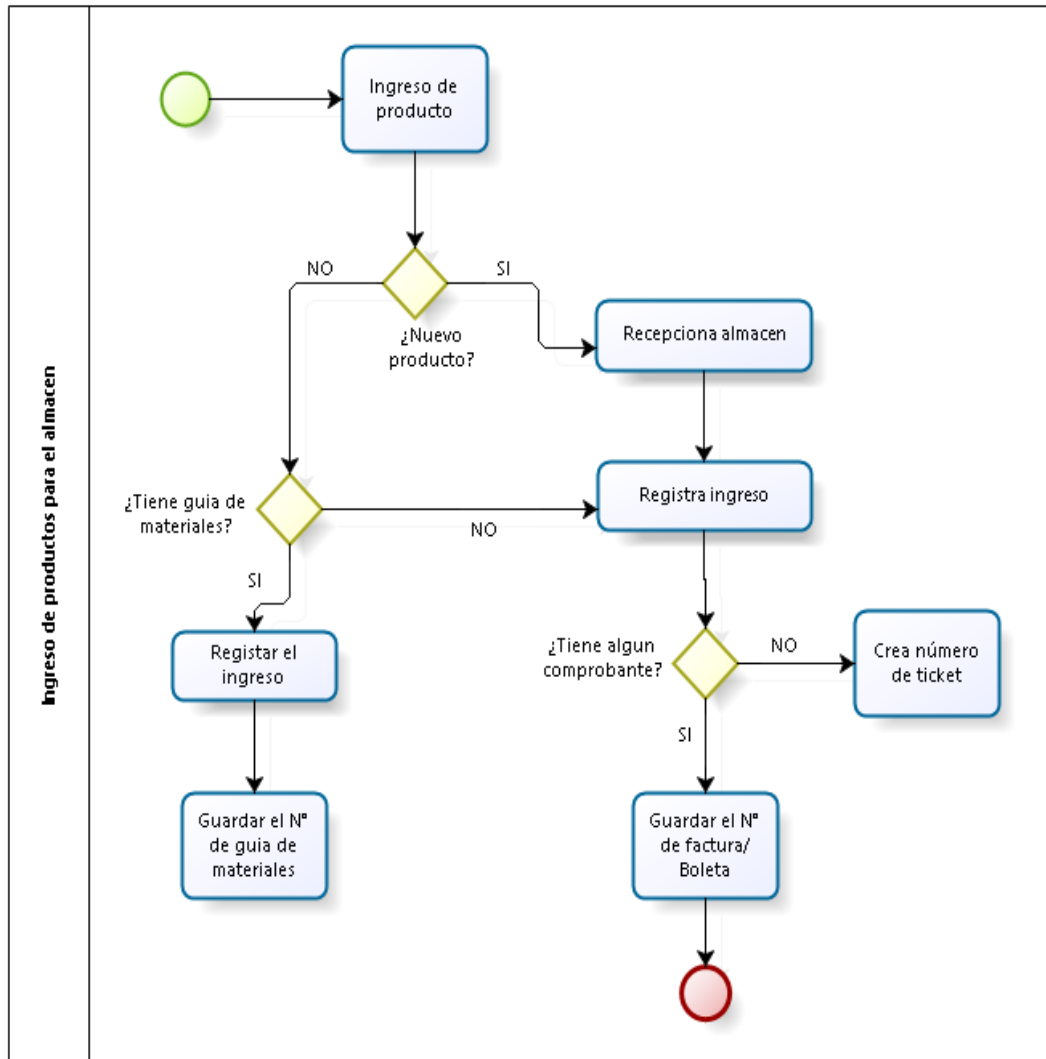 Ingreso de productos para el almacen
Ingreso de
producto
NO
SI
¿Nuevo
producto?
Recepciona almacen
¿Tiene guia de
materiales?
NO
Registra ingreso
SI
Registar el
ingreso
¿Tiene algun
comprobante?
NO
Crea número
de ticket
SI
Guardar el N°
de guia de
materiales
Guardar el N°
de factura/
Boleta